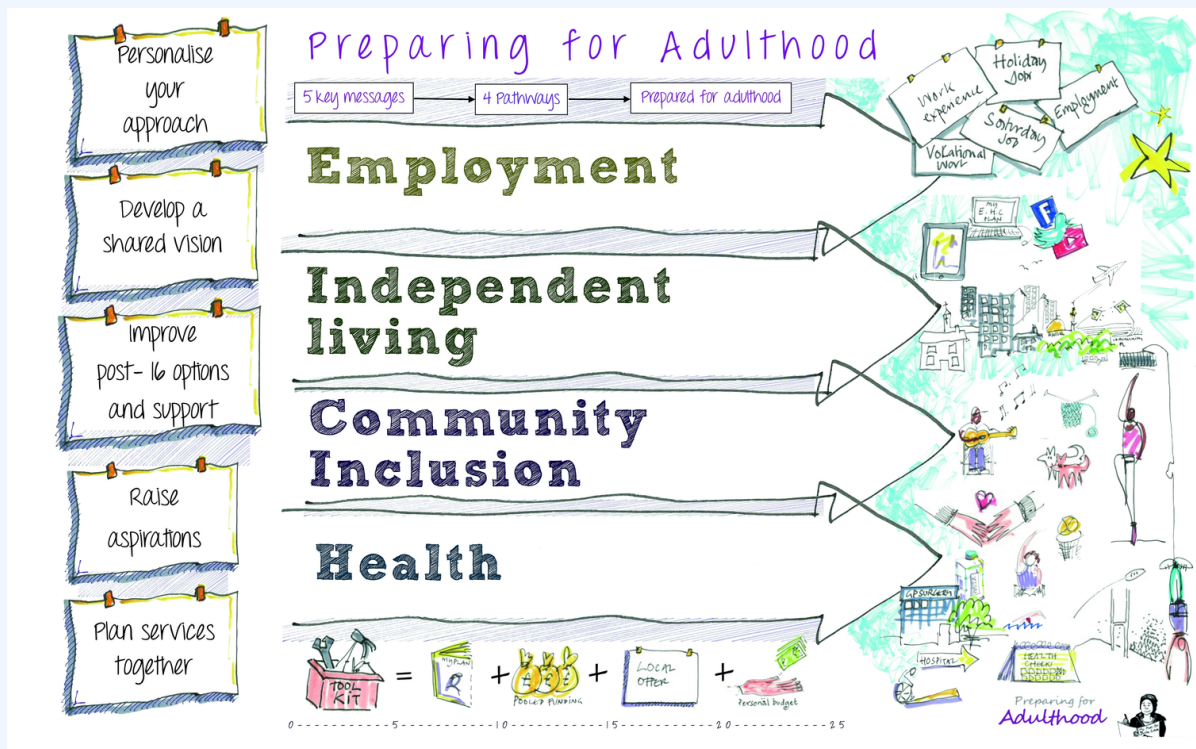 Preparing for Adulthood
5 key messages
4 Pathways
Prepared for adulthood
Personalise
your
approach
Develop a
shared vision
Improve
post-16 options
and support
Raise
aspirations
Plan services
together
Employment
Independent
living
Community
Inclusion
Health
Work
experience
Holiday
Job
Employment
Saturday
Job
Vocational
Work
MY
E.H.C
PLAN
GP SURGERY
HOSPITAL
HEALTH
CHECK
TOOL
KIT
=
MY PLAN
+
£ £ £
POOLED FUNDING
+
LOCAL
OFFER
+
Personal budget
0 5 10 15 20 25
Preparing for
Adulthood